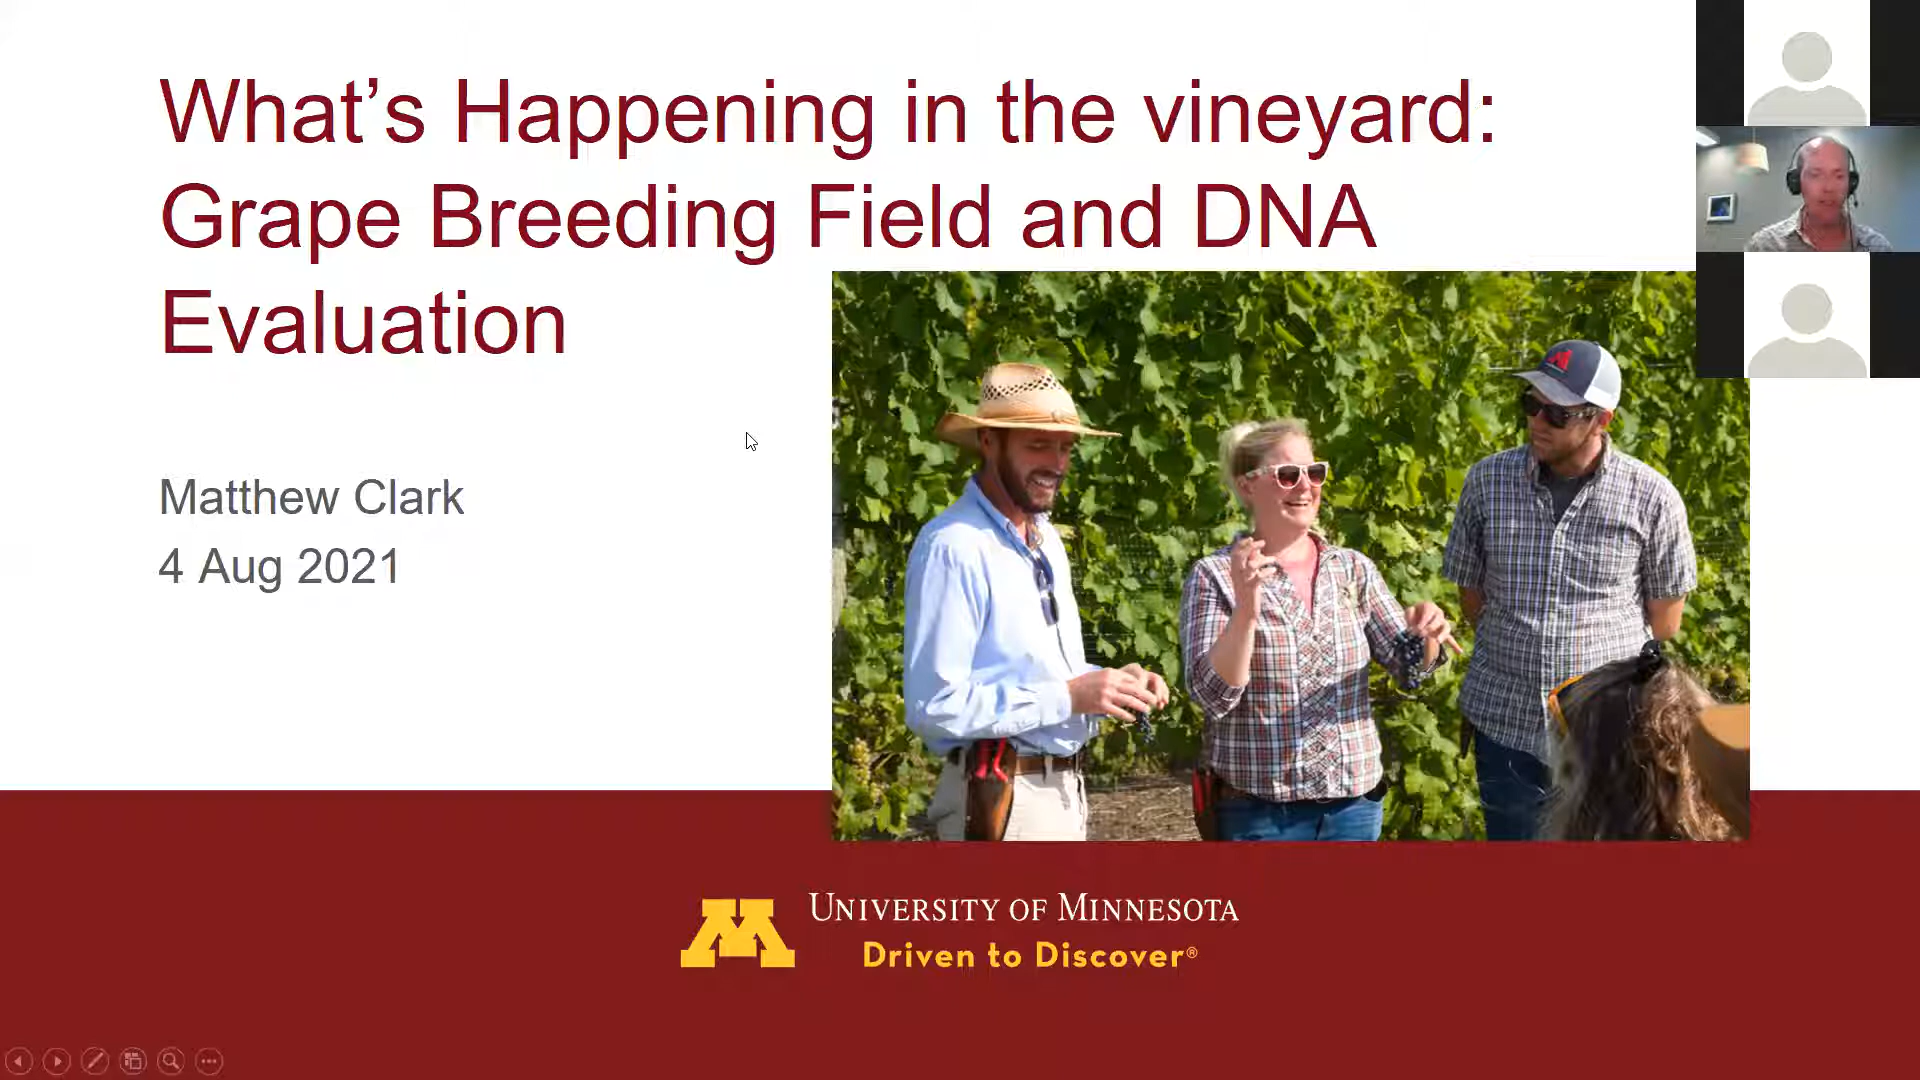 What’s Happening in the vineyard:
Grape Breeding Field and DNA
Evaluation
Matthew Clark
4 Aug 2021
M
UNIVERSITY OF MINNESOTA
Driven to Discover®